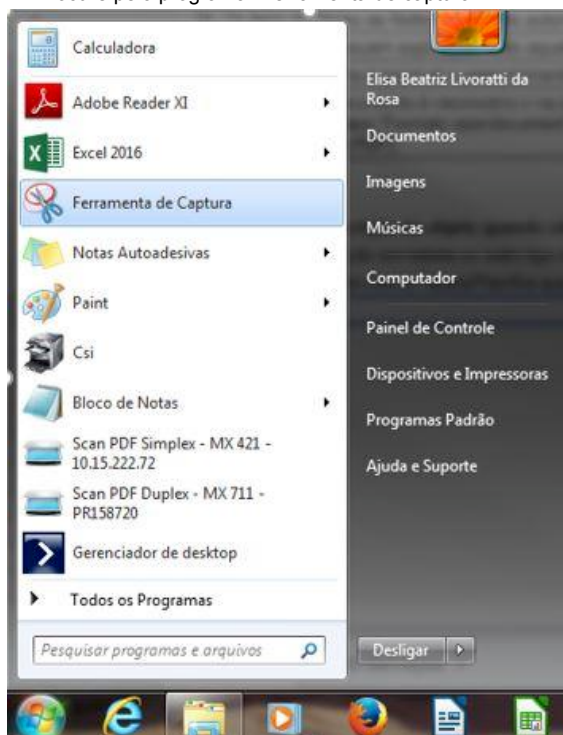 Calculadora
Adobe Reader XI
Excel 2016
Ferramenta de Captura
Notas Autoadesivas
Paint
Csi
Bloco de Notas
Scan PDF Simplex - MX 421 -
10.15.222.72
Scan PDF Duplex - MX 711 -
PR158720
Gerenciador de desktop
Todos os Programas
Pesquisar programas e arquivos
Elisa Beatriz Livoratti da
Rosa
Documentos
Imagens
Músicas
Computador
Painel de Controle
Dispositivos e Impressoras
Programas Padrão
Ajuda e Suporte
Desligar